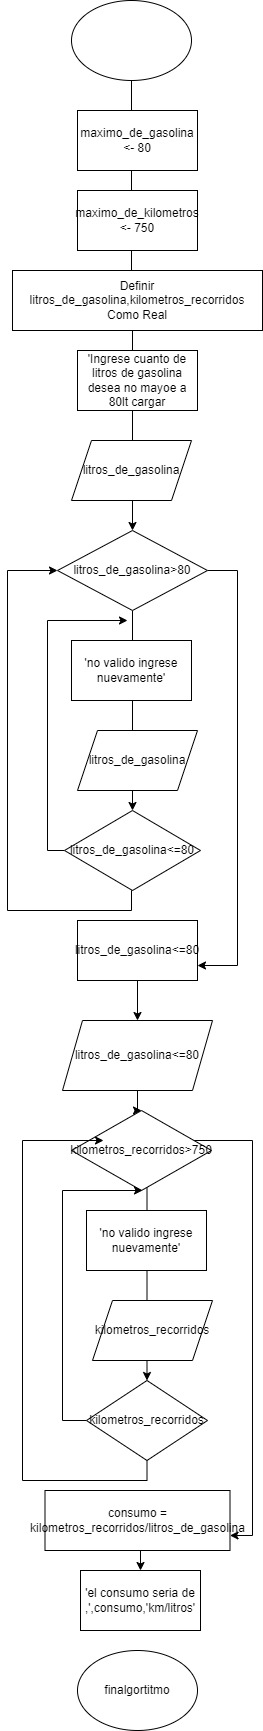 maximo_de_gasolina
<- 80
maximo_de_kilometros
<- 750
Definir
litros_de_gasolina,kilometros_recorridos
Como Real
'Ingrese cuanto de
litros de gasolina
desea no mayoe a
80lt cargar
litros_de_gasolina
litros_de_gasolina>80
'no valido ingrese
nuevamente'
litros_de_gasolina
litros_de_gasolina<=80
litros_de_gasolina<=80
litros_de_gasolina<=80
kilometros_recorridos>750
'no valido ingrese
nuevamente'
kilometros_recorridos
kilometros_recorridos
consumo =
kilometros_recorridos/litros_de_gasolina
'el consumo seria de
,',consumo,'km/litros'
finalgortitmo